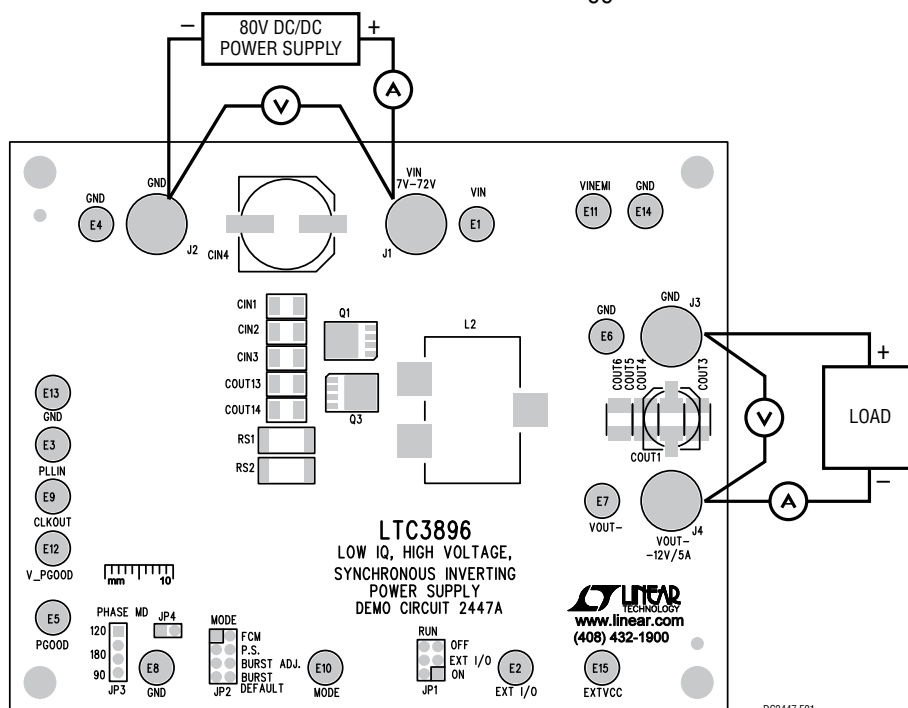 80V DC/DC
POWER SUPPLY
− +
A
V
GND
VIN
7V-72V
GND
E4
J2
CIN4
J1
VIN
E1
VINEMI
E11
GND
E14
CIN1
CIN2
CIN3
COUT13
COUT14
RS1
RS2
Q1
Q3
L2
GND
J3
GND
E6
COUT6
COUT5
COUT4
COUT3
COUT1
E7
VOUT-
J4
VOUT-
-12V/5A
+
V
LOAD
−
A
E13
GND
E3
PLLIN
E9
CLKOUT
E12
V_PGOOD
E5
PGOOD
mm 10
LTC3896
LOW IQ, HIGH VOLTAGE,
SYNCHRONOUS INVERTING
POWER SUPPLY
DEMO CIRCUIT 2447A
LINEAR
TECHNOLOGY
www.linear.com
(408) 432-1900
PHASE MD
120
180
90
JP3
JP4
E8
GND
MODE
FCM
P.S.
BURST ADJ.
BURST
DEFAULT
JP2
E10
MODE
RUN
OFF
EXT I/O
ON
JP1
E2
EXT I/O
E15
EXTVCC